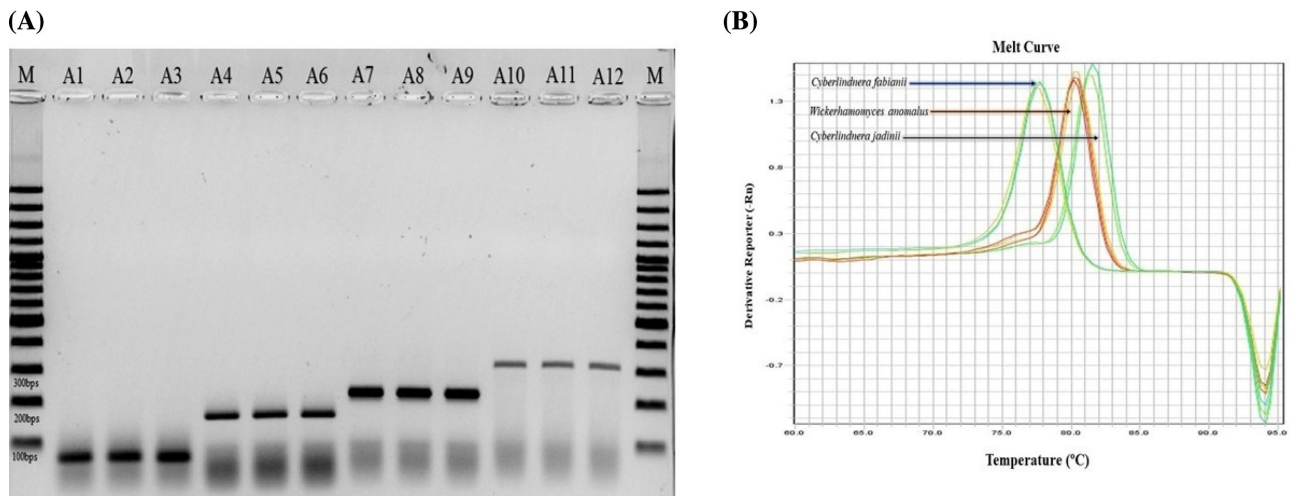 (A)
(B)
M A1 A2 A3 A4 A5 A6 A7 A8 A9 A10 A11 A12 M
300bps
200bps
100bps
Melt Curve
Cyberlindnera fabianii
Wickerhamomyces anomalus
Cyberlindnera jadinii
1.3
0.8
0.3
-0.2
-0.7
Derivative Reporter (-Rn)
60.0 65.0 70.0 75.0 80.0 85.0 90.0 95.0
Temperature (ºC)